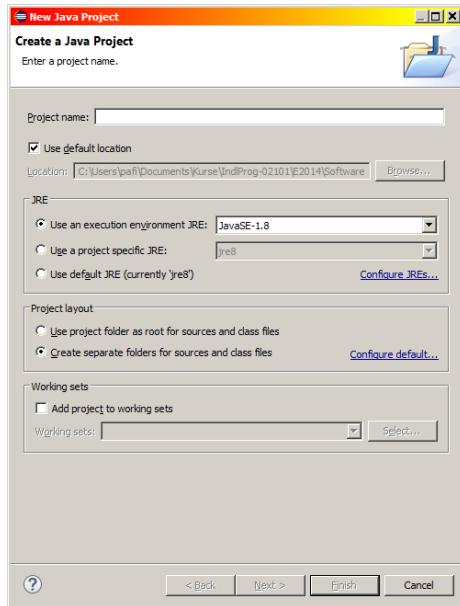 New Java Project
Create a Java Project
Enter a project name.
Project name:
Use default location
Location: C:\Users\pafi\Documents\Kurse\IndlProg-02101\E2014\Software Browse...
JRE
Use an execution environment JRE: JavaSE-1.8
Use a project specific JRE: jre8
Use default JRE (currently 'jre8') Configure JREs...
Project layout
Use project folder as root for sources and class files
Create separate folders for sources and class files Configure default...
Working sets
Add project to working sets
Working sets: Select...
? < Back Next > Finish Cancel